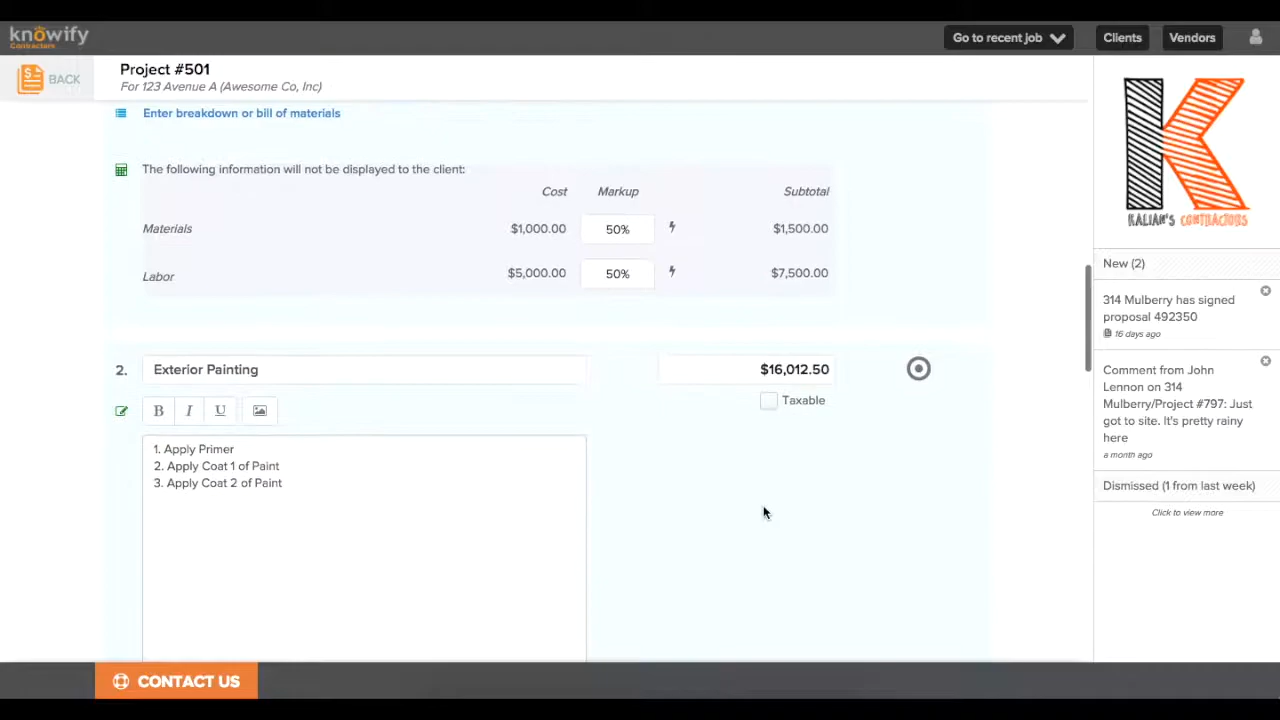 knowify
Contractors
Go to recent job
Clients
Vendors
BACK
Project #501
For 123 Avenue A (Awesome Co, Inc)
Enter breakdown or bill of materials
The following information will not be displayed to the client:
Cost Markup Subtotal
Materials $1,000.00 50% $1,500.00
Labor $5,000.00 50% $7,500.00
2. Exterior Painting $16,012.50
Taxable
B I U
1. Apply Primer
2. Apply Coat 1 of Paint
3. Apply Coat 2 of Paint
K
KALIAN'S CONTRACTORS
New (2)
314 Mulberry has signed
proposal 492350
16 days ago
Comment from John
Lennon on 314
Mulberry/Project #797: Just
got to site. It's pretty rainy
here
a month ago
Dismissed (1 from last week)
Click to view more
CONTACT US